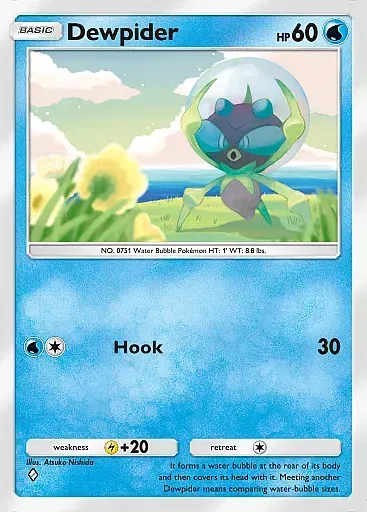 BASIC Dewpider HP 60
NO. 0751 Water Bubble Pokémon HT: 1' WT: 8.8 lbs.
Hook 30
weakness +20 retreat
Illus. Atsuko Nishida
It forms a water bubble at the rear of its body
and then covers its head with it. Meeting another
Dewpider means comparing water-bubble sizes.